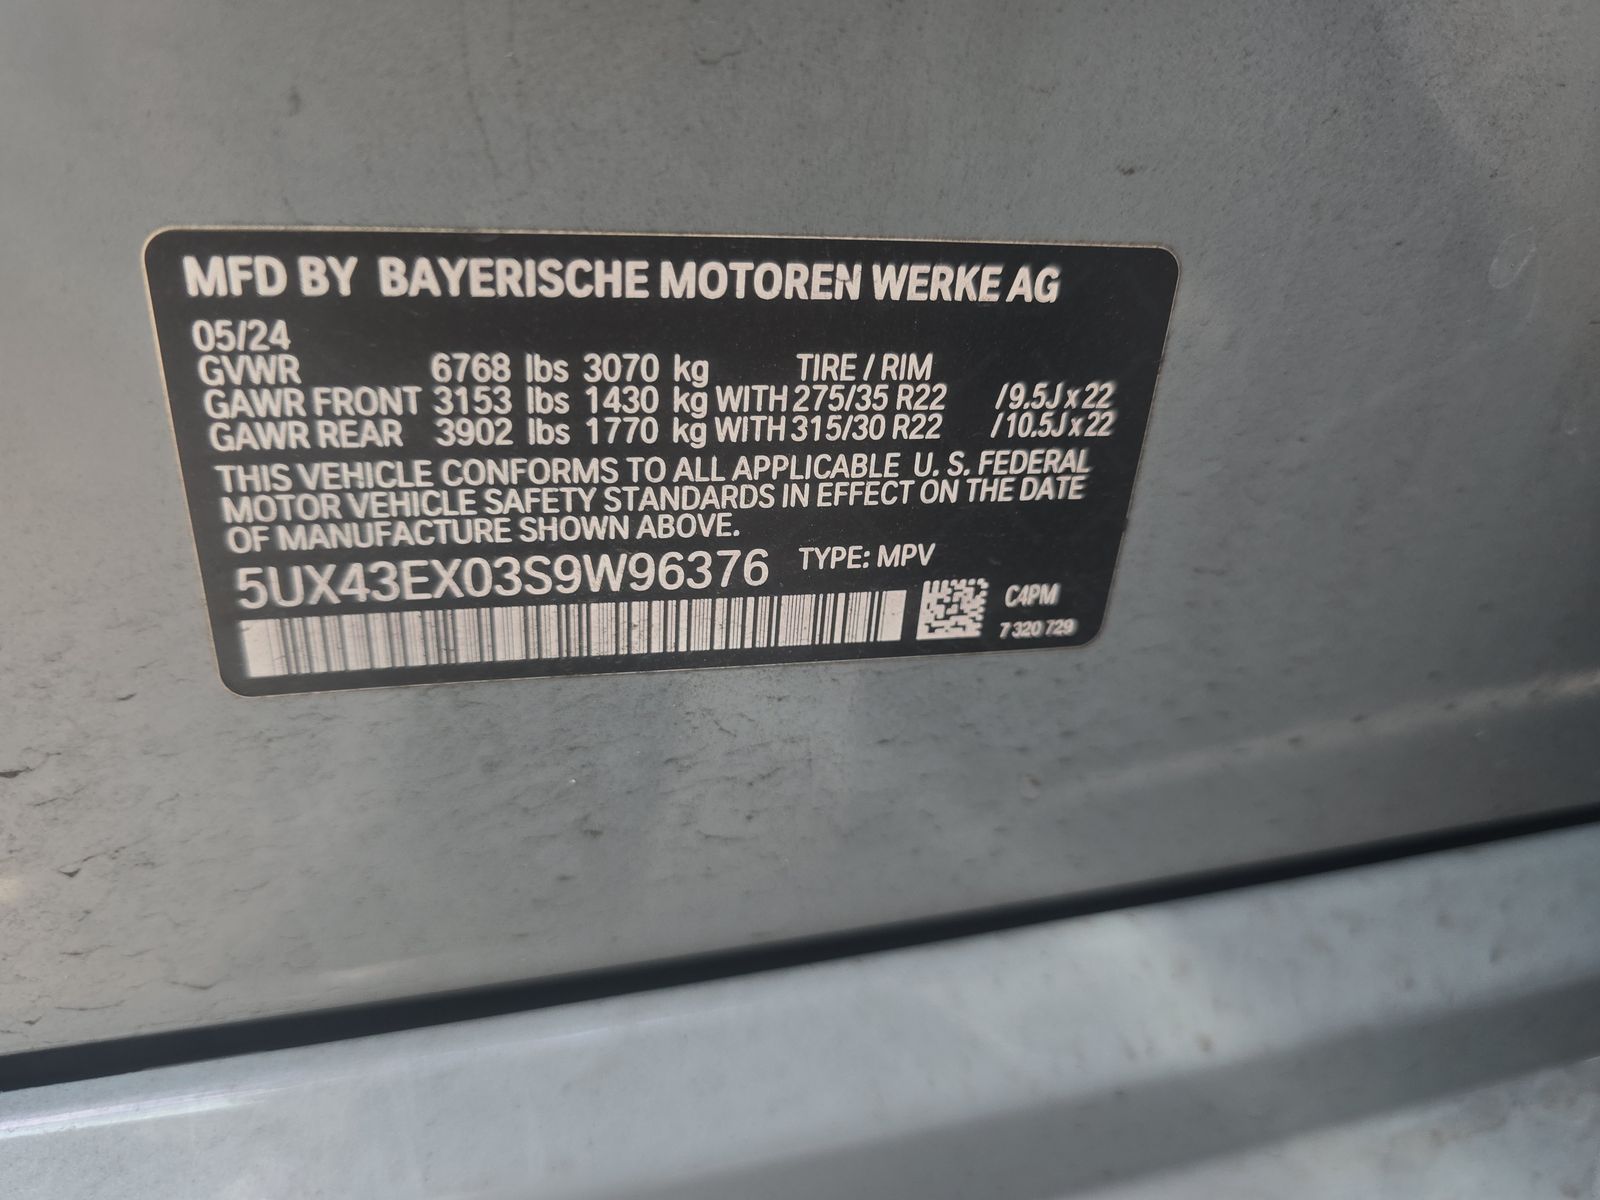 MFD BY BAYERISCHE MOTOREN WERKE AG
05/24
GVWR 6768 lbs 3070 kg TIRE / RIM
GAWR FRONT 3153 lbs 1430 kg WITH 275/35 R22 /9.5J x 22
GAWR REAR 3902 lbs 1770 kg WITH 315/30 R22 /10.5J x 22
THIS VEHICLE CONFORMS TO ALL APPLICABLE U. S. FEDERAL
MOTOR VEHICLE SAFETY STANDARDS IN EFFECT ON THE DATE
OF MANUFACTURE SHOWN ABOVE.
5UX43EX03S9W96376 TYPE: MPV
C4PM
7 320 729